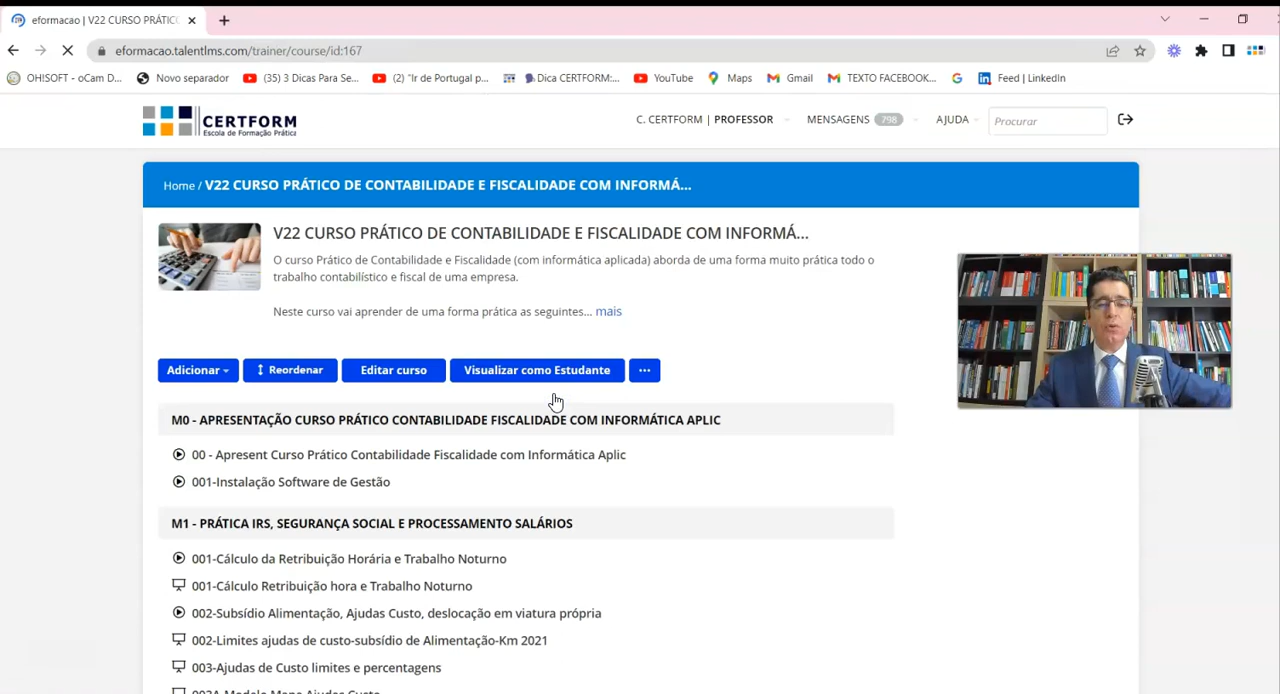 eformacao | V22 CURSO PRÁTIC
eformacao.talentlms.com/trainer/course/id:167
OH!SOFT - oCam D...
Novo separador
(35) 3 Dicas Para Se...
(2) "Ir de Portugal p...
Dica CERTFORM:...
YouTube
Maps
Gmail
TEXTO FACEBOOK...
Feed | LinkedIn
CERTFORM
Escola de Formação Prática
C. CERTFORM | PROFESSOR
MENSAGENS 798
AJUDA
Procurar
Home / V22 CURSO PRÁTICO DE CONTABILIDADE E FISCALIDADE COM INFORMÁ...
V22 CURSO PRÁTICO DE CONTABILIDADE E FISCALIDADE COM INFORMÁ...
O curso Prático de Contabilidade e Fiscalidade (com informática aplicada) aborda de uma forma muito prática todo o
trabalho contabilístico e fiscal de uma empresa.
Neste curso vai aprender de uma forma prática as seguintes... mais
Adicionar
Reordenar
Editar curso
Visualizar como Estudante
...
M0 - APRESENTAÇÃO CURSO PRÁTICO CONTABILIDADE FISCALIDADE COM INFORMÁTICA APLIC
00 - Apresent Curso Prático Contabilidade Fiscalidade com Informática Aplic
001-Instalação Software de Gestão
M1 - PRÁTICA IRS, SEGURANÇA SOCIAL E PROCESSAMENTO SALÁRIOS
001-Cálculo da Retribuição Horária e Trabalho Noturno
001-Cálculo Retribuição hora e Trabalho Noturno
002-Subsídio Alimentação, Ajudas Custo, deslocação em viatura própria
002-Limites ajudas de custo-subsídio de Alimentação-Km 2021
003-Ajudas de Custo limites e percentagens
003A-Modelo Mapa Ajudas Custo